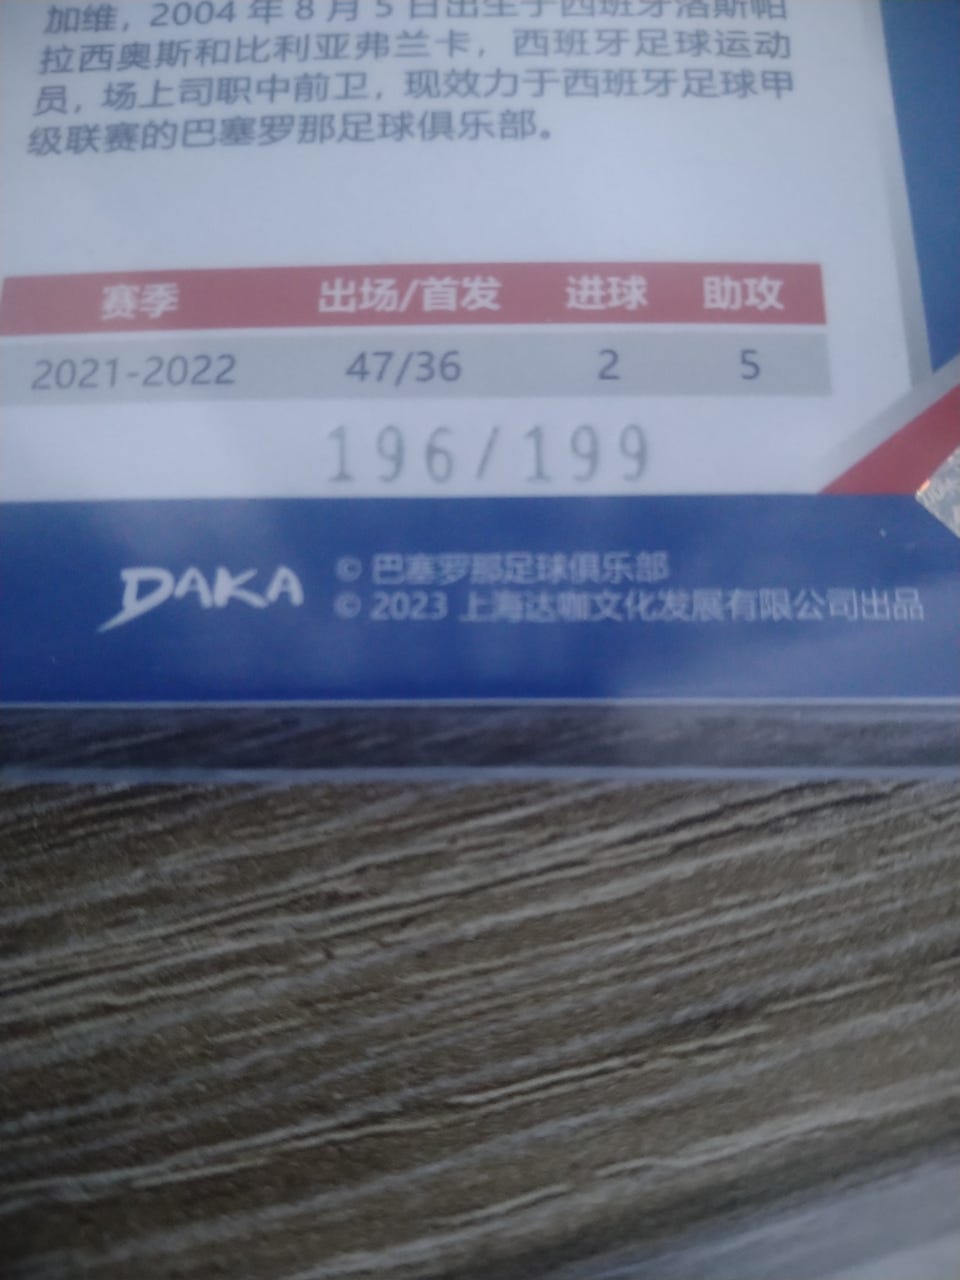 加维，2004 年 8 月 5 日出生于西班牙洛斯帕
拉西奥斯和比利亚弗兰卡，西班牙足球运动
员，场上司职中前卫，现效力于西班牙足球甲
级联赛的巴塞罗那足球俱乐部。
赛季 出场/首发 进球 助攻
2021-2022 47/36 2 5
196/199
DAKA
© 巴塞罗那足球俱乐部
© 2023 上海达咖文化发展有限公司出品